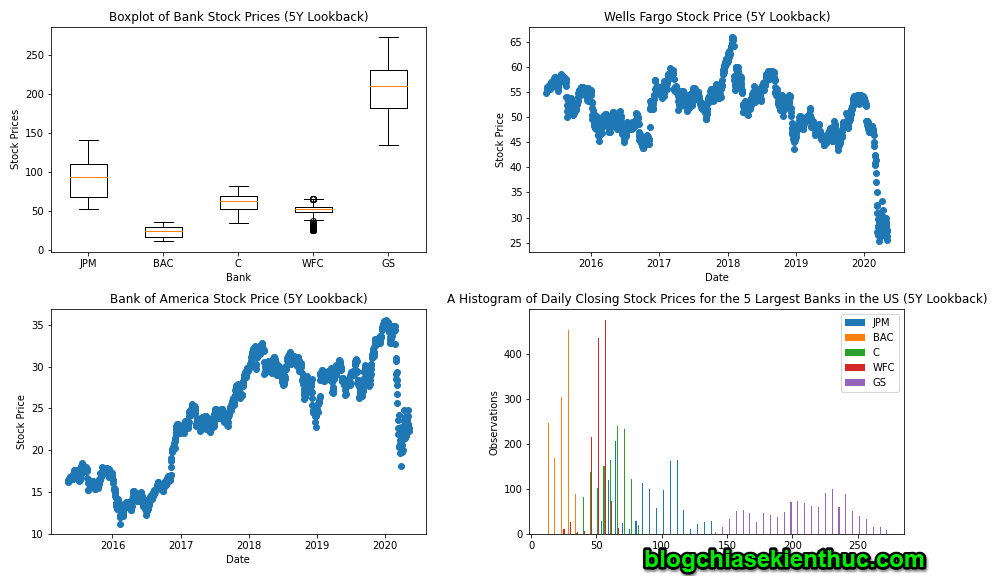 Boxplot of Bank Stock Prices (5Y Lookback)
Stock Prices
250
200
150
100
50
0
JPM BAC C WFC GS
Bank
Wells Fargo Stock Price (5Y Lookback)
Stock Price
65
60
55
50
45
40
35
30
25
2016 2017 2018 2019 2020
Date
Bank of America Stock Price (5Y Lookback)
Stock Price
35
30
25
20
15
10
2016 2017 2018 2019 2020
Date
A Histogram of Daily Closing Stock Prices for the 5 Largest Banks in the US (5Y Lookback)
Observations
400
300
200
100
0
JPM
BAC
C
WFC
GS
0 50 100 150 200 250
blogchiasekienthuc.com